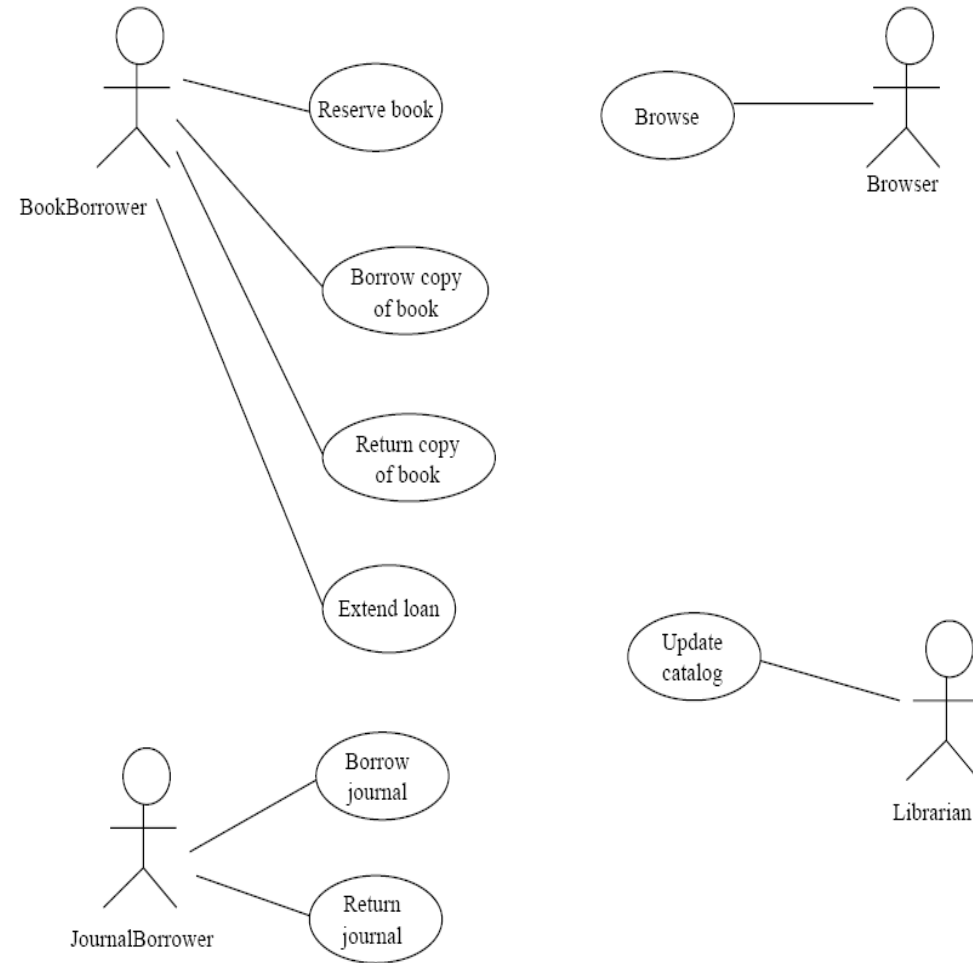 Reserve book
Browse
Browser
BookBorrower
Borrow copy
of book
Return copy
of book
Extend loan
Update
catalog
Borrow
journal
Librarian
Return
journal
JournalBorrower